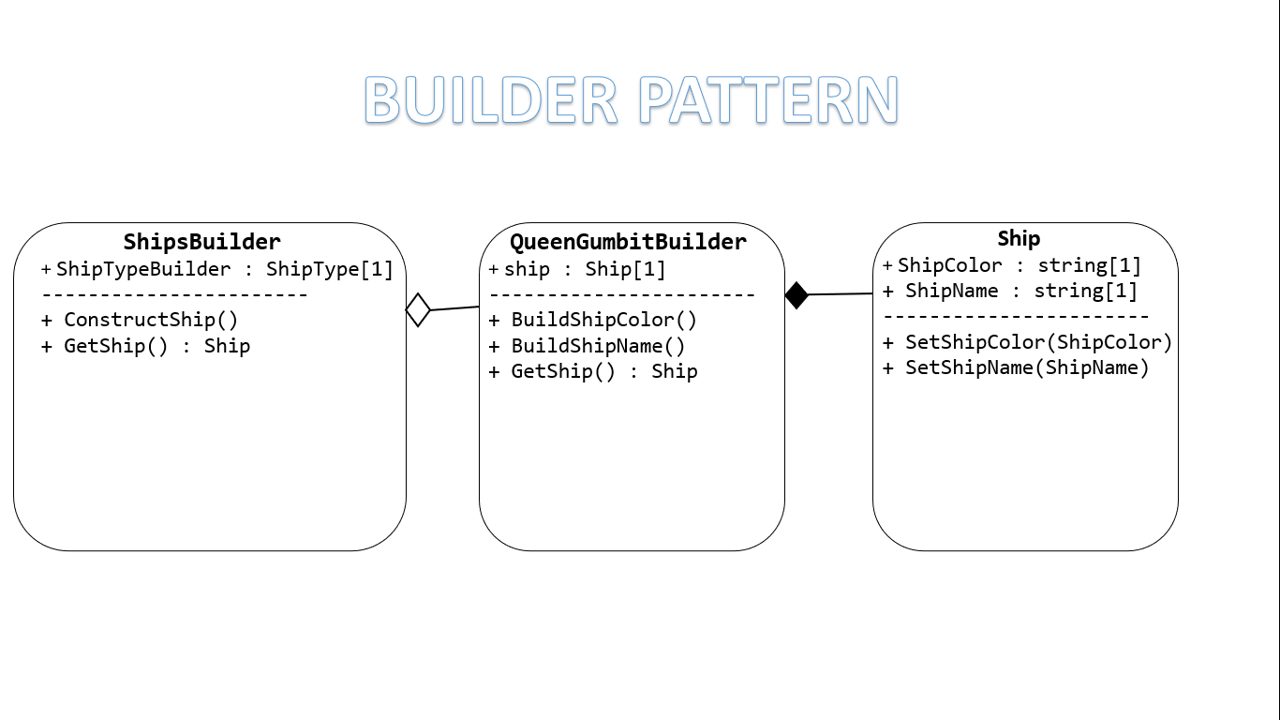 BUILDER PATTERN
ShipsBuilder
+ ShipTypeBuilder : ShipType[1]
-----------------------
+ ConstructShip()
+ GetShip() : Ship
QueenGumbitBuilder
+ ship : Ship[1]
-----------------------
+ BuildShipColor()
+ BuildShipName()
+ GetShip() : Ship
Ship
+ ShipColor : string[1]
+ ShipName : string[1]
-----------------------
+ SetShipColor(ShipColor)
+ SetShipName(ShipName)